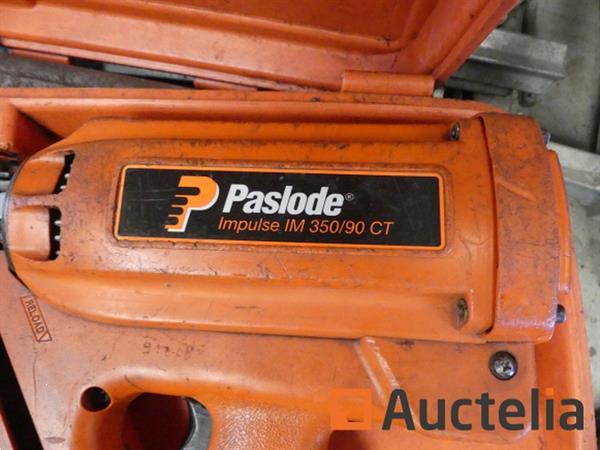 Paslode®
Impulse IM 350/90 CT
RELOAD
Auctelia